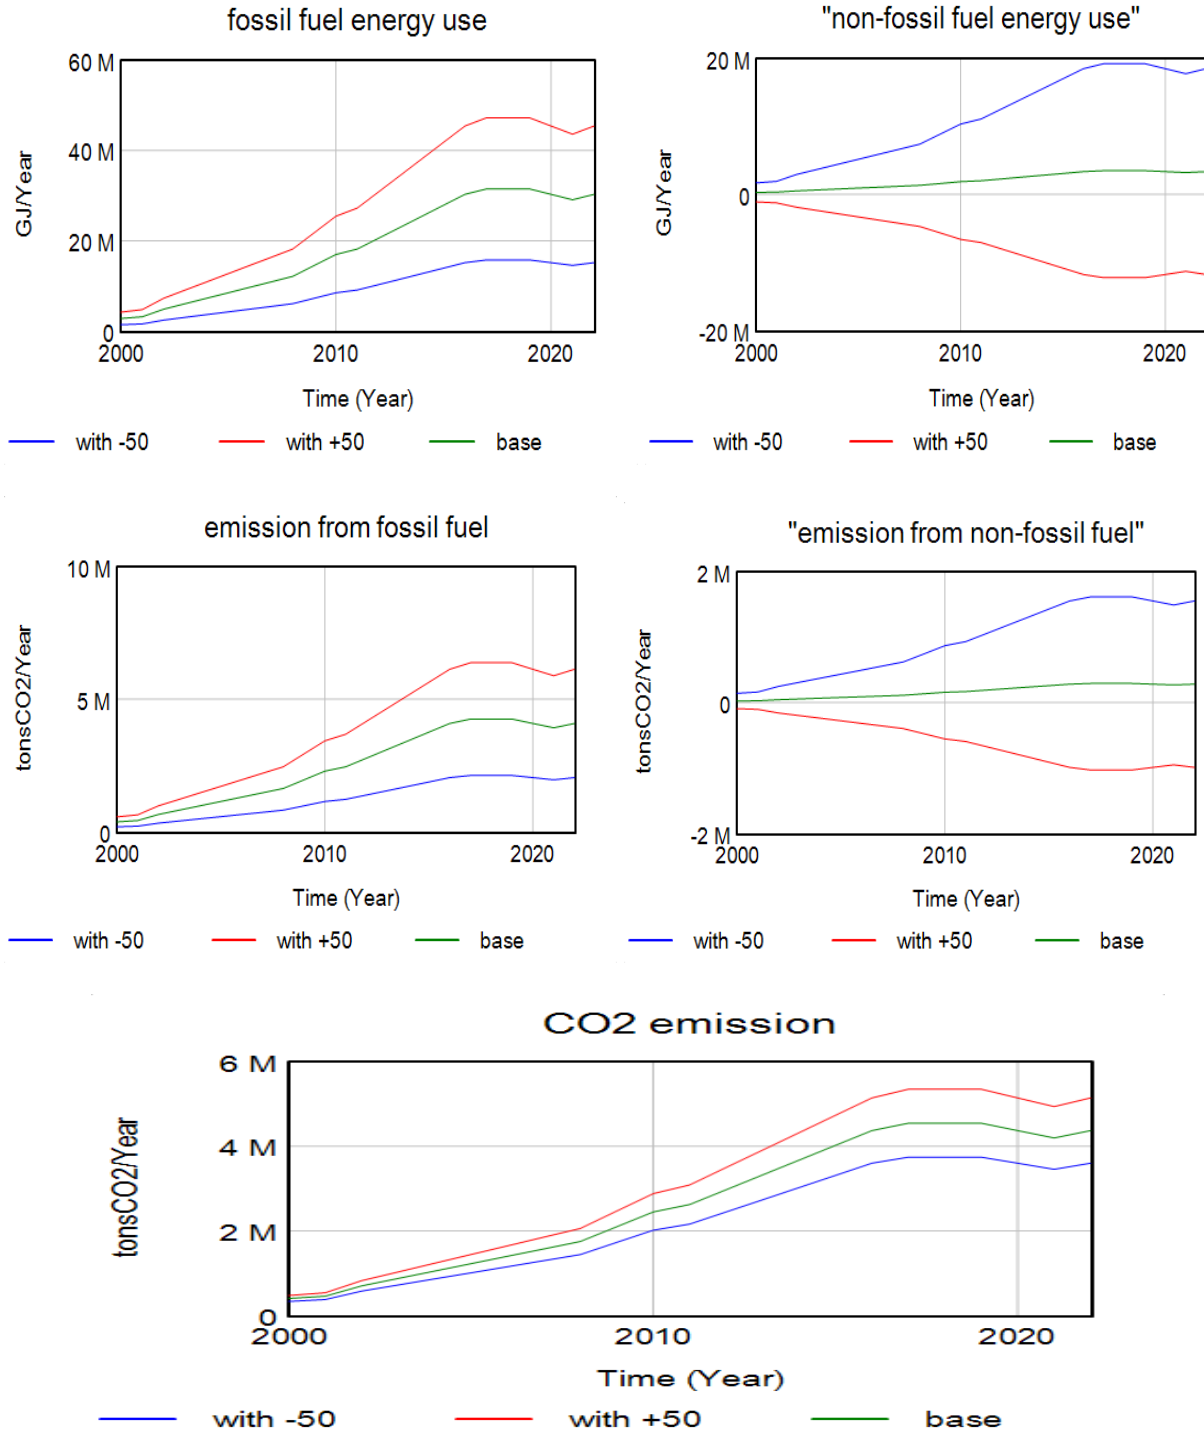 fossil fuel energy use
60 M
40 M
20 M
0
GJ/Year
2000 2010 2020
Time (Year)
with -50 with +50 base
"non-fossil fuel energy use"
20 M
0
-20 M
GJ/Year
2000 2010 2020
Time (Year)
with -50 with +50 base
emission from fossil fuel
10 M
5 M
0
tonsCO2/Year
2000 2010 2020
Time (Year)
with -50 with +50 base
"emission from non-fossil fuel"
2 M
0
-2 M
tonsCO2/Year
2000 2010 2020
Time (Year)
with -50 with +50 base
CO2 emission
6 M
4 M
2 M
0
tonsCO2/Year
2000 2010 2020
Time (Year)
with -50 with +50 base